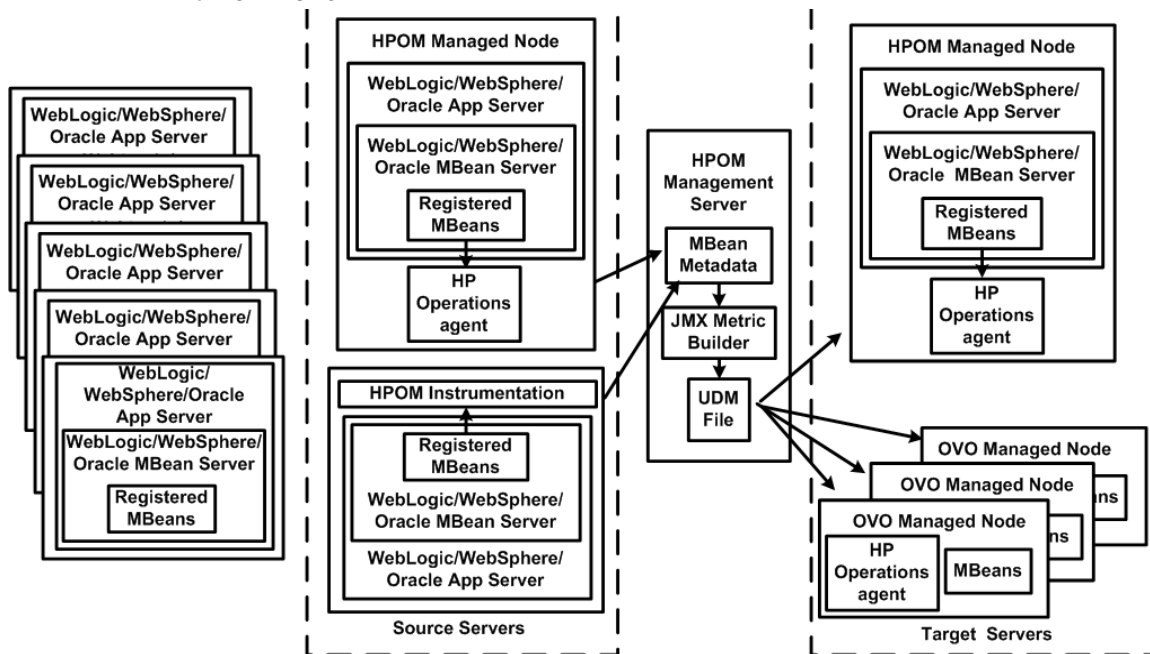 WebLogic/WebSphere/
Oracle App Server
WebLogic/WebSphere/
Oracle App Server
WebLogic/WebSphere/
Oracle App Server
WebLogic/WebSphere/
Oracle App Server
WebLogic/
WebSphere/Oracle
App Server
WebLogic/WebSphere/
Oracle MBean Server
Registered
MBeans
HPOM Managed Node
WebLogic/WebSphere/
Oracle App Server
WebLogic/WebSphere/
Oracle MBean Server
Registered
MBeans
HP
Operations
agent
HPOM Instrumentation
Registered
MBeans
WebLogic/WebSphere/
Oracle MBean Server
WebLogic/WebSphere/
Oracle App Server
Source Servers
HPOM
Management
Server
MBean
Metadata
JMX Metric
Builder
UDM
File
HPOM Managed Node
WebLogic/WebSphere/
Oracle App Server
WebLogic/WebSphere/
Oracle MBean Server
Registered
MBeans
HP
Operations
agent
OVO Managed Node
ans
OVO Managed Node
ns
OVO Managed Node
HP
Operations
agent
MBeans
Target Servers